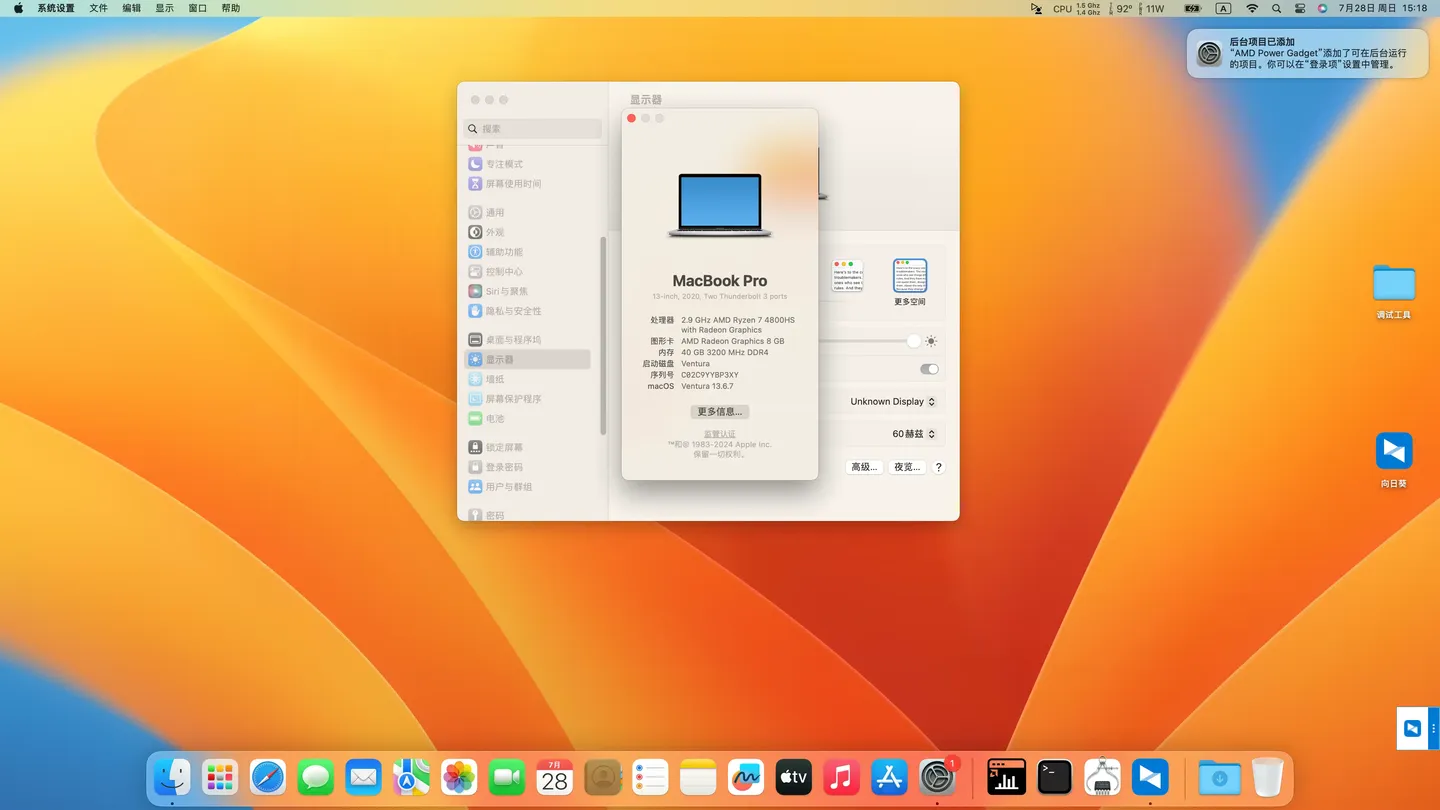 系统设置 文件 编辑 显示 窗口 帮助
CPU 1.5 Ghz 1.4 Ghz 92° 11W A 7月28日 周日 15:18
后台项目已添加
“AMD Power Gadget”添加了可在后台运行
的项目。你可以在“登录项”设置中管理。
显示器
搜索
声音
专注模式
屏幕使用时间
通用
外观
辅助功能
控制中心
Siri与聚焦
隐私与安全性
桌面与程序坞
显示器
墙纸
屏幕保护程序
电池
锁定屏幕
登录密码
用户与群组
密码
MacBook Pro
13-inch, 2020, Two Thunderbolt 3 ports
处理器 2.9 GHz AMD Ryzen 7 4800HS
with Radeon Graphics
图形卡 AMD Radeon Graphics 8 GB
内存 40 GB 3200 MHz DDR4
启动磁盘 Ventura
序列号 C02C9YYBP3XY
macOS Ventura 13.6.7
更多信息...
监管认证
™和© 1983-2024 Apple Inc.
保留一切权利。
更多空间
Unknown Display
60赫兹
高级...
夜览...
?
调试工具
向日葵
7月
28
tv
1